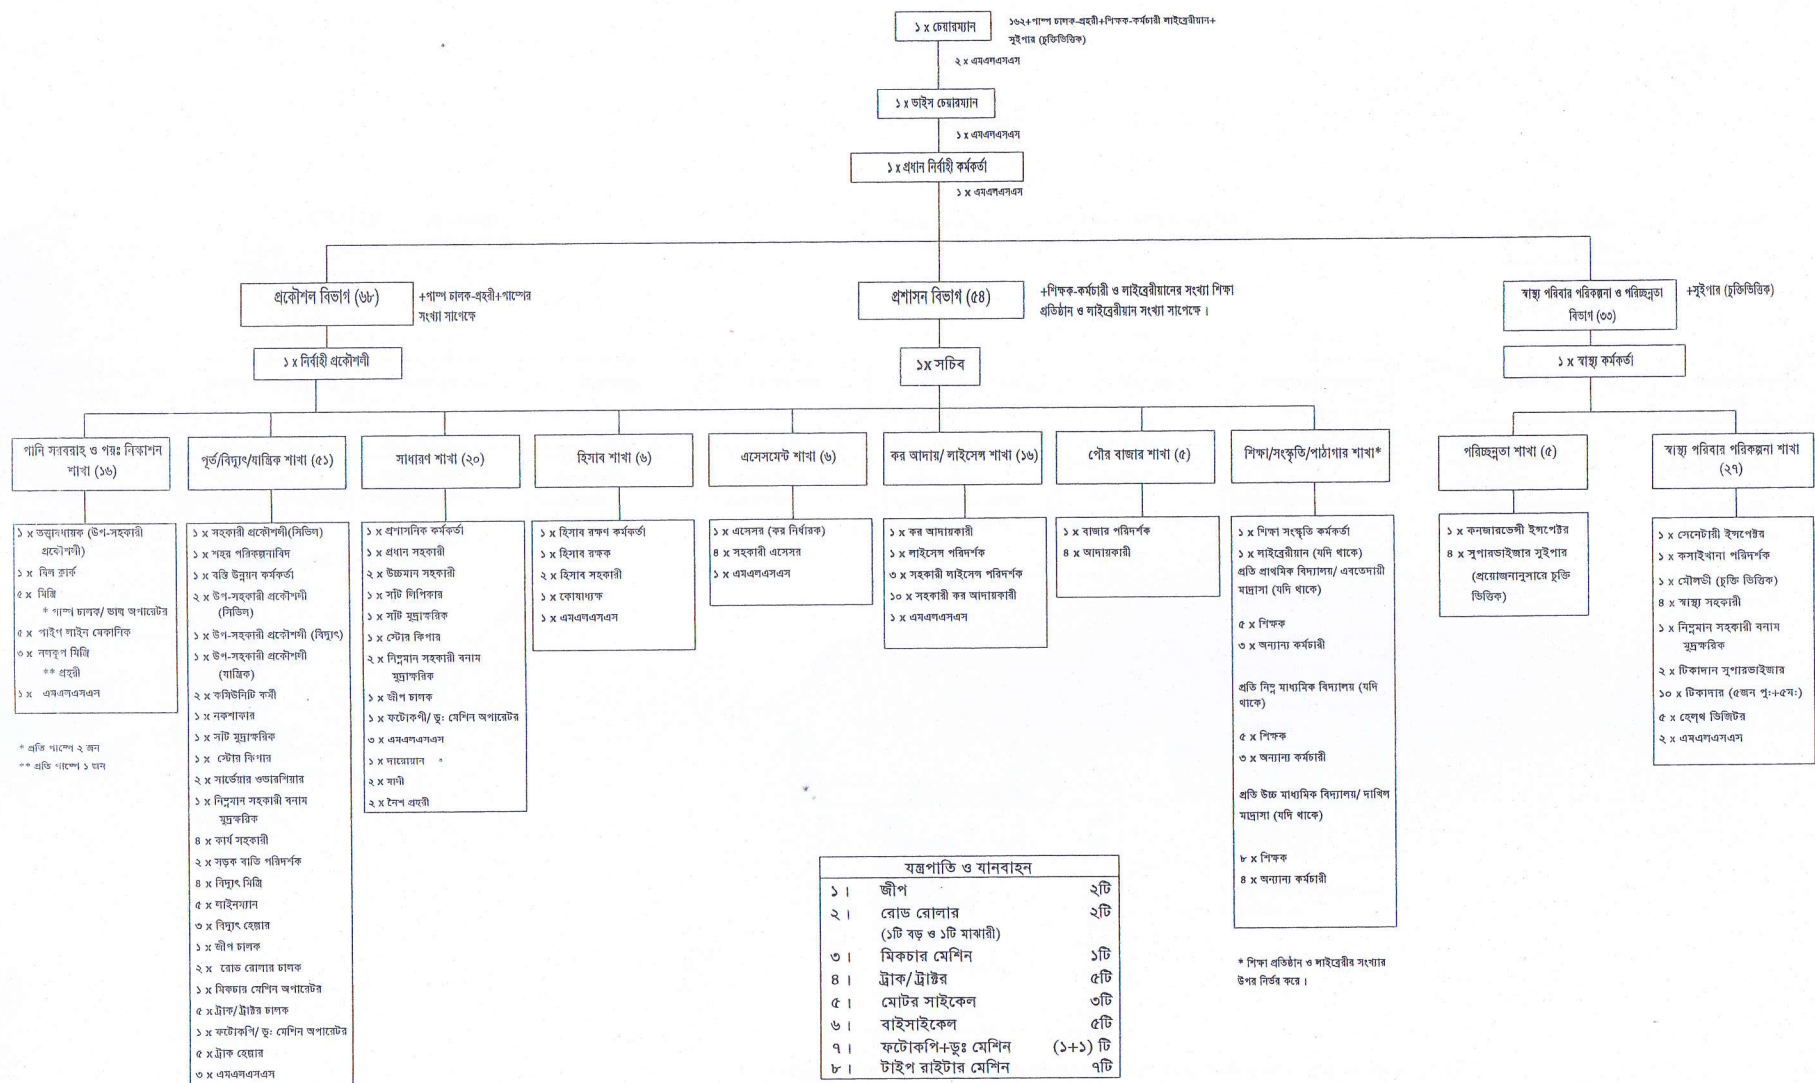 ১ x চেয়ারম্যান
১৬২+পাম্প চালক-প্রহরী+শিক্ষক-কর্মচারী লাইব্রেরীয়ান+
সুইপার (চুক্তিভিত্তিক)
২ x এমএলএসএস
১ x ভাইস চেয়ারম্যান
১ x এমএলএসএস
১ x প্রধান নির্বাহী কর্মকর্তা
১ x এমএলএসএস
প্রকৌশল বিভাগ (৬৮)
+পাম্প চালক-প্রহরী+পাম্পের
সংখ্যা সাপেক্ষে
১ x নির্বাহী প্রকৌশলী
প্রশাসন বিভাগ (৫৪)
+শিক্ষক-কর্মচারী ও লাইব্রেরীয়ানের সংখ্যা শিক্ষা
প্রতিষ্ঠান ও লাইব্রেরীয়ান সংখ্যা সাপেক্ষে ।
১x সচিব
স্বাস্থ্য পরিবার পরিকল্পনা ও পরিচ্ছন্নতা
বিভাগ (৩৩)
+সুইপার (চুক্তিভিত্তিক)
১ x স্বাস্থ্য কর্মকর্তা
পানি সরবরাহ ও পয়ঃ নিষ্কাশন
শাখা (১৬)
১ x তত্ত্বাবধায়ক (উপ-সহকারী
প্রকৌশলী)
১ x বিল ক্লার্ক
৫ x মিস্ত্রি
* পাম্প চালক/ ভাল্ব অপারেটর
৫ x পাইপ লাইন মেকানিক
৩ x নলকূপ মিস্ত্রি
** প্রহরী
১ x এমএলএসএস
* প্রতি পাম্পে ২ জন
** প্রতি পাম্পে ১ জন
পূর্ত/বিদ্যুৎ/যান্ত্রিক শাখা (৫১)
১ x সহকারী প্রকৌশলী(সিভিল)
১ x শহর পরিকল্পনাবিদ
১ x বস্তি উন্নয়ন কর্মকর্তা
২ x উপ-সহকারী প্রকৌশলী
(সিভিল)
১ x উপ-সহকারী প্রকৌশলী (বিদ্যুৎ)
১ x উপ-সহকারী প্রকৌশলী
(যান্ত্রিক)
২ x কমিউনিটি কর্মী
১ x নকশাকার
১ x সাঁট মুদ্রাক্ষরিক
১ x স্টোর কিপার
২ x সার্ভেয়ার ওভারশিয়ার
১ x নিম্নমান সহকারী বনাম
মুদ্রক্ষরিক
৪ x কার্য সহকারী
২ x সড়ক বাতি পরিদর্শক
৪ x বিদ্যুৎ মিস্ত্রি
৫ x লাইনম্যান
৩ x বিদ্যুৎ হেল্পার
১ x জীপ চালক
২ x রোড রোলার চালক
১ x মিকচার মেশিন অপারেটর
৫ x ট্রাক/ ট্রাক্টর চালক
১ x ফটোকপি/ ডুঃ মেশিন অপারেটর
৫ x ট্রাক হেল্পার
৩ x এমএলএসএস
সাধারণ শাখা (২০)
১ x প্রশাসনিক কর্মকর্তা
১ x প্রধান সহকারী
২ x উচ্চমান সহকারী
১ x সাঁট লিপিকার
১ x সাঁট মুদ্রাক্ষরিক
১ x স্টোর কিপার
২ x নিম্নমান সহকারী বনাম
মুদ্রাক্ষরিক
১ x জীপ চালক
১ x ফটোকপী/ ডুঃ মেশিন অপারেটর
৩ x এমএলএসএস
১ x দারোয়ান
২ x মালী
২ x নৈশ প্রহরী
হিসাব শাখা (৬)
১ x হিসাব রক্ষণ কর্মকর্তা
১ x হিসাব রক্ষক
২ x হিসাব সহকারী
১ x কোষাধ্যক্ষ
১ x এমএলএসএস
এসেসমেন্ট শাখা (৬)
১ x এসেসর (কর নির্ধারক)
৪ x সহকারী এসেসর
১ x এমএলএসএস
কর আদায়/ লাইসেন্স শাখা (১৬)
১ x কর আদায়কারী
১ x লাইসেন্স পরিদর্শক
৩ x সহকারী লাইসেন্স পরিদর্শক
১০ x সহকারী কর আদায়কারী
১ x এমএলএসএস
পৌর বাজার শাখা (৫)
১ x বাজার পরিদর্শক
৪ x আদায়কারী
শিক্ষা/সংস্কৃতি/পাঠাগার শাখা*
১ x শিক্ষা সংস্কৃতি কর্মকর্তা
১ x লাইব্রেরীয়ান (যদি থাকে)
প্রতি প্রাথমিক বিদ্যালয়/ এবতেদায়ী
মাদ্রাসা (যদি থাকে)
৫ x শিক্ষক
৩ x অন্যান্য কর্মচারী
প্রতি নিম্ন মাধ্যমিক বিদ্যালয় (যদি
থাকে)
৫ x শিক্ষক
৩ x অন্যান্য কর্মচারী
প্রতি উচ্চ মাধ্যমিক বিদ্যালয়/ দাখিল
মাদ্রাসা (যদি থাকে)
৮ x শিক্ষক
৪ x অন্যান্য কর্মচারী
* শিক্ষা প্রতিষ্ঠান ও লাইব্রেরীর সংখ্যার
উপর নির্ভর করে ।
পরিচ্ছন্নতা শাখা (৫)
১ x কনজারভেন্সী ইন্সপেক্টর
৪ x সুপারভাইজার সুইপার
(প্রয়োজনানুসারে চুক্তি
ভিত্তিক)
স্বাস্থ্য পরিবার পরিকল্পনা শাখা
(২৭)
১ x সেনেটারী ইন্সপেক্টর
১ x কসাইখানা পরিদর্শক
১ x মৌলভী (চুক্তি ভিত্তিক)
৪ x স্বাস্থ্য সহকারী
১ x নিম্নমান সহকারী বনাম
মুদ্রক্ষরিক
২ x টিকাদান সুপারভাইজার
১০ x টিকাদার (৫জন পুঃ+৫মঃ)
৫ x হেল্থ ভিজিটর
২ x এমএলএসএস
যন্ত্রপাতি ও যানবাহন
১ । জীপ ২টি
২ । রোড রোলার ২টি
(১টি বড় ও ১টি মাঝারী)
৩ । মিকচার মেশিন ১টি
৪ । ট্রাক/ ট্রাক্টর ৫টি
৫ । মোটর সাইকেল ৩টি
৬ । বাইসাইকেল ৫টি
৭ । ফটোকপি+ডুঃ মেশিন (১+১) টি
৮ । টাইপ রাইটার মেশিন ৭টি